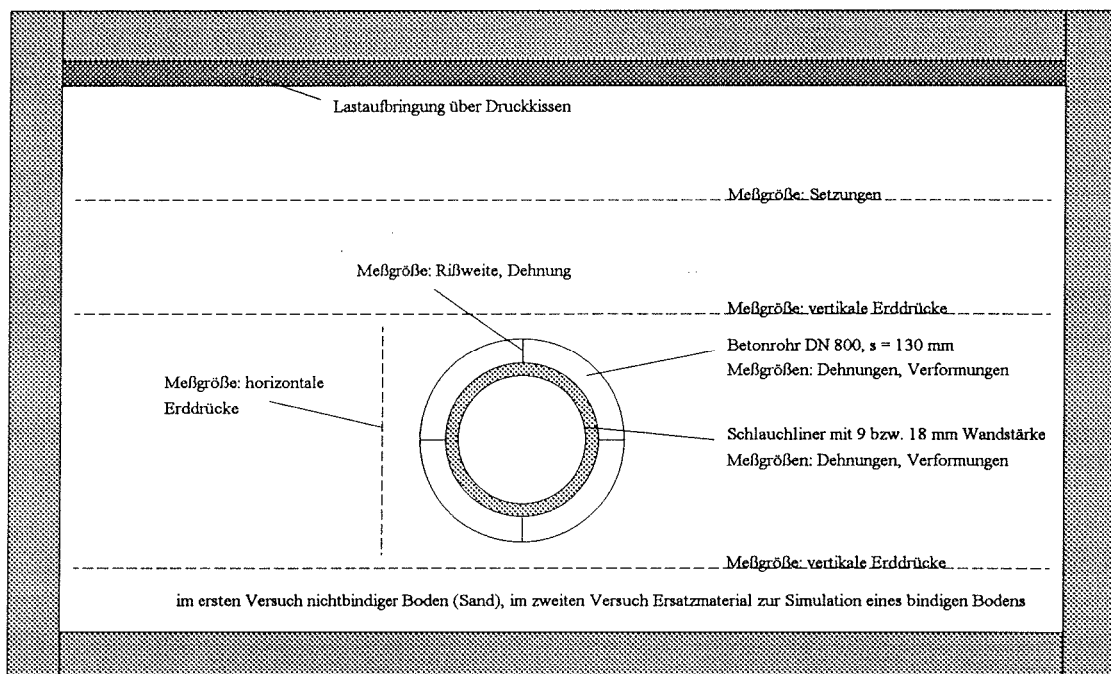 Lastaufbringung über Druckkissen
Meßgröße: Setzungen
Meßgröße: Rißweite, Dehnung
Meßgröße: vertikale Erddrücke
Betonrohr DN 800, s = 130 mm
Meßgrößen: Dehnungen, Verformungen
Meßgröße: horizontale
Erddrücke
Schlauchliner mit 9 bzw. 18 mm Wandstärke
Meßgrößen: Dehnungen, Verformungen
Meßgröße: vertikale Erddrücke
im ersten Versuch nichtbindiger Boden (Sand), im zweiten Versuch Ersatzmaterial zur Simulation eines bindigen Bodens